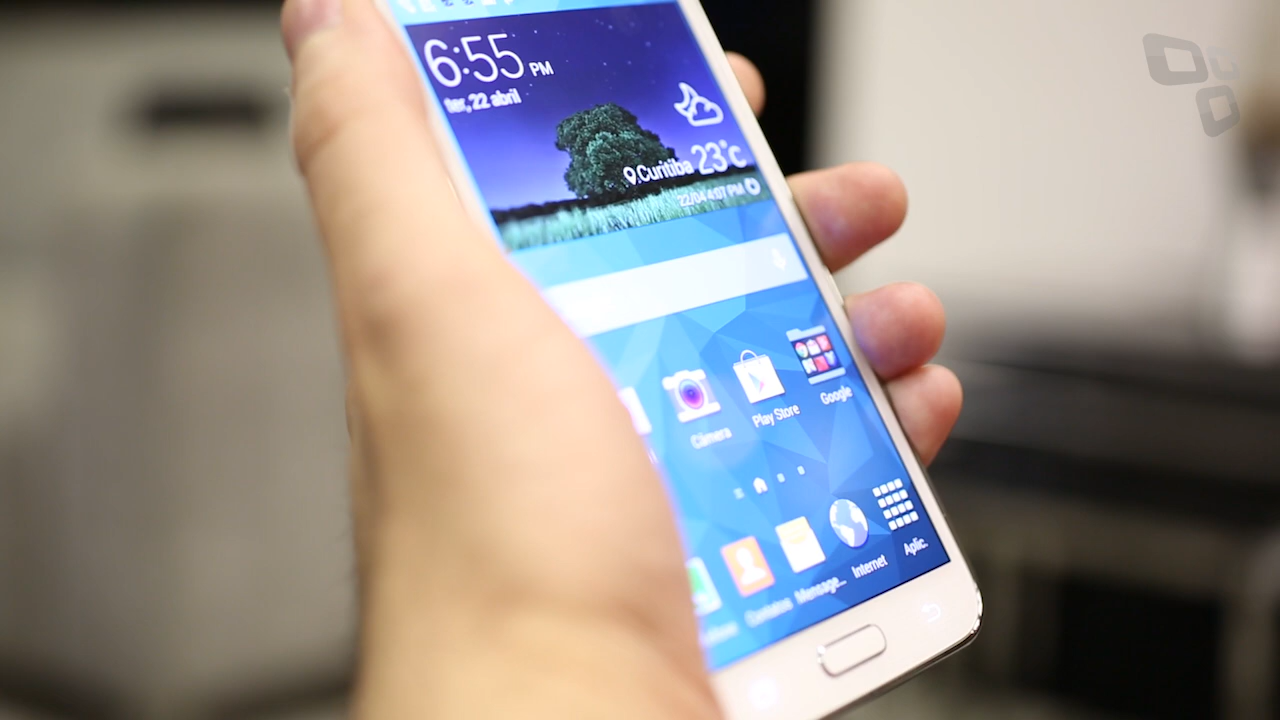 6:55 PM
ter, 22 abril
Curitiba 23°c
22/04 4:07 PM
Câmera
Play Store
Google
Contatos
Mensage...
Internet
Aplic.